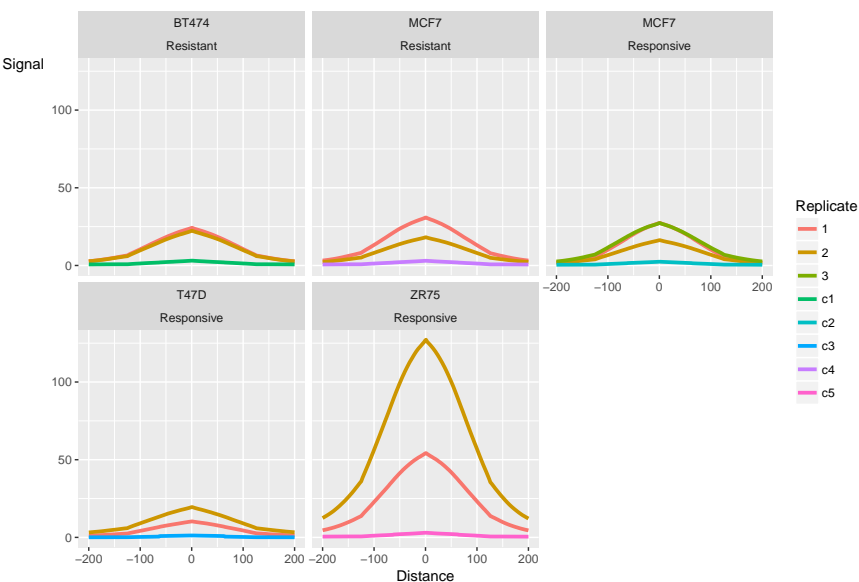 BT474 MCF7 MCF7
Resistant Resistant Responsive
Signal
100
50
0
−200 −100 0 100 200
T47D ZR75
Responsive Responsive
100
50
0
−200 −100 0 100 200 −200 −100 0 100 200
Distance
Replicate
1
2
3
c1
c2
c3
c4
c5